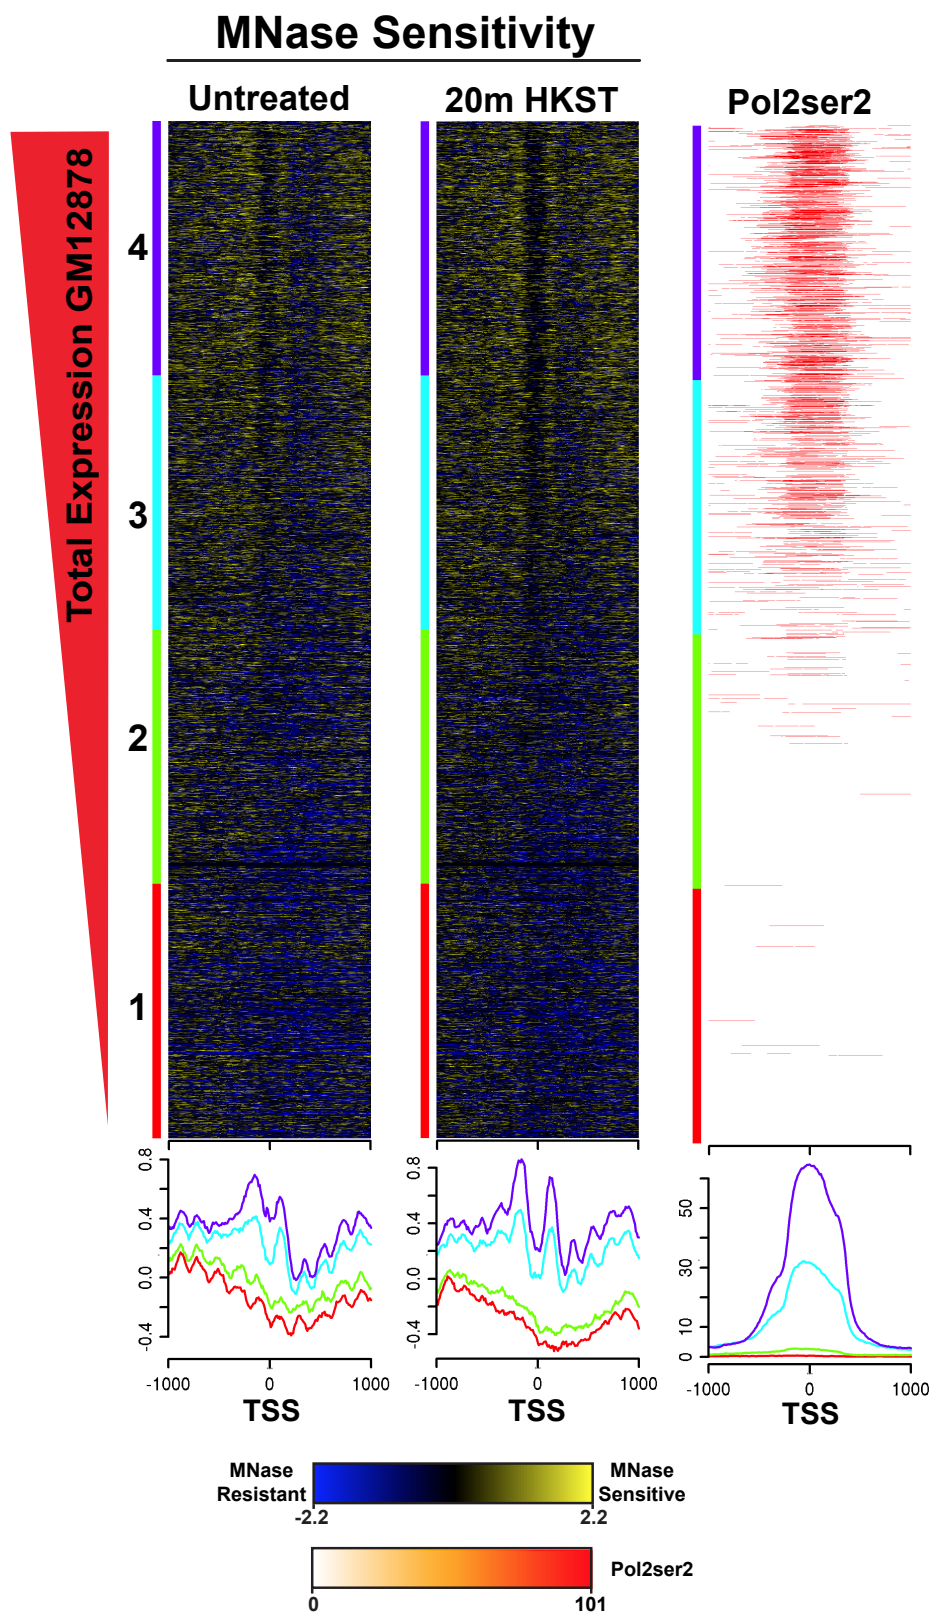 MNase Sensitivity
Untreated
20m HKST
Pol2ser2
Total Expression GM12878
4
3
2
1
0.8
0.4
0.0
-0.4
-1000
0
1000
TSS
0.8
0.4
0.0
-0.4
-1000
0
1000
TSS
50
30
10
0
-1000
0
1000
TSS
MNase
Resistant
MNase
Sensitive
-2.2
2.2
Pol2ser2
0
101